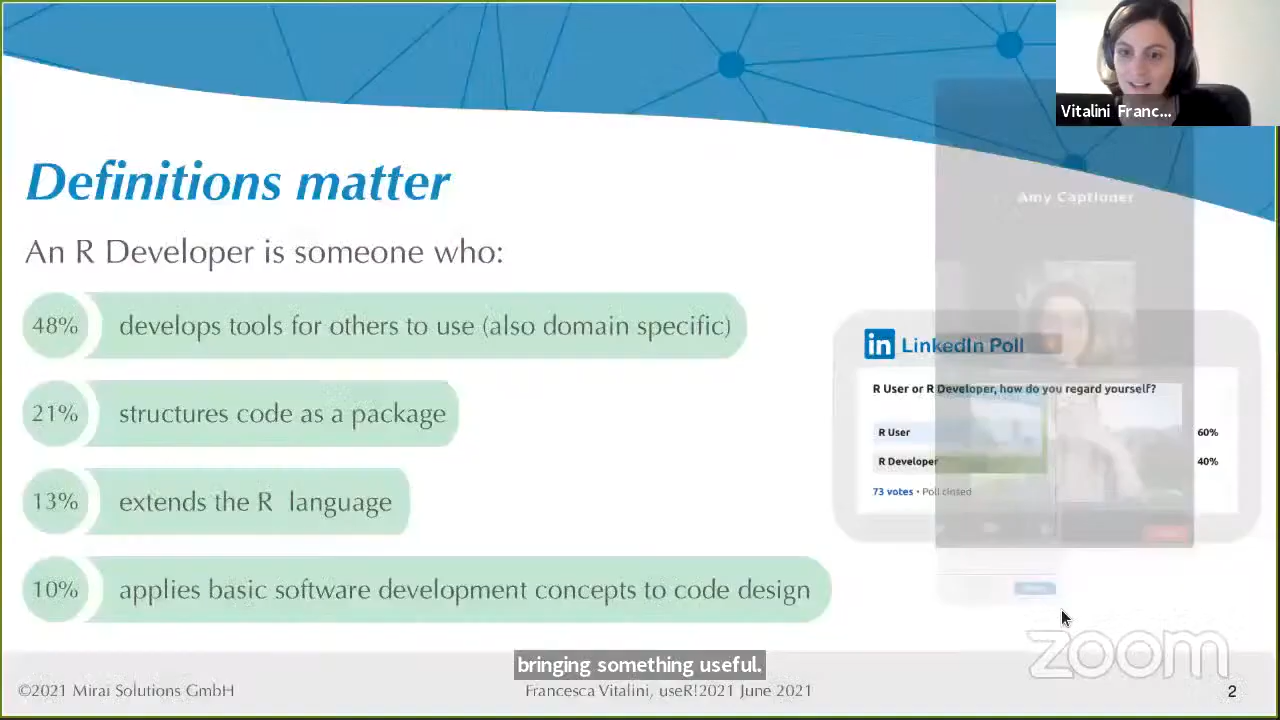 Vitalini Franc...
Amy Captioner
Definitions matter
An R Developer is someone who:
48% develops tools for others to use (also domain specific)
21% structures code as a package
13% extends the R language
10% applies basic software development concepts to code design
in LinkedIn Poll
R User or R Developer, how do you regard yourself?
R User 60%
R Developer 40%
73 votes • Poll closed
zoom
bringing something useful.
©2021 Mirai Solutions GmbH
Francesca Vitalini, useR!2021 June 2021
2